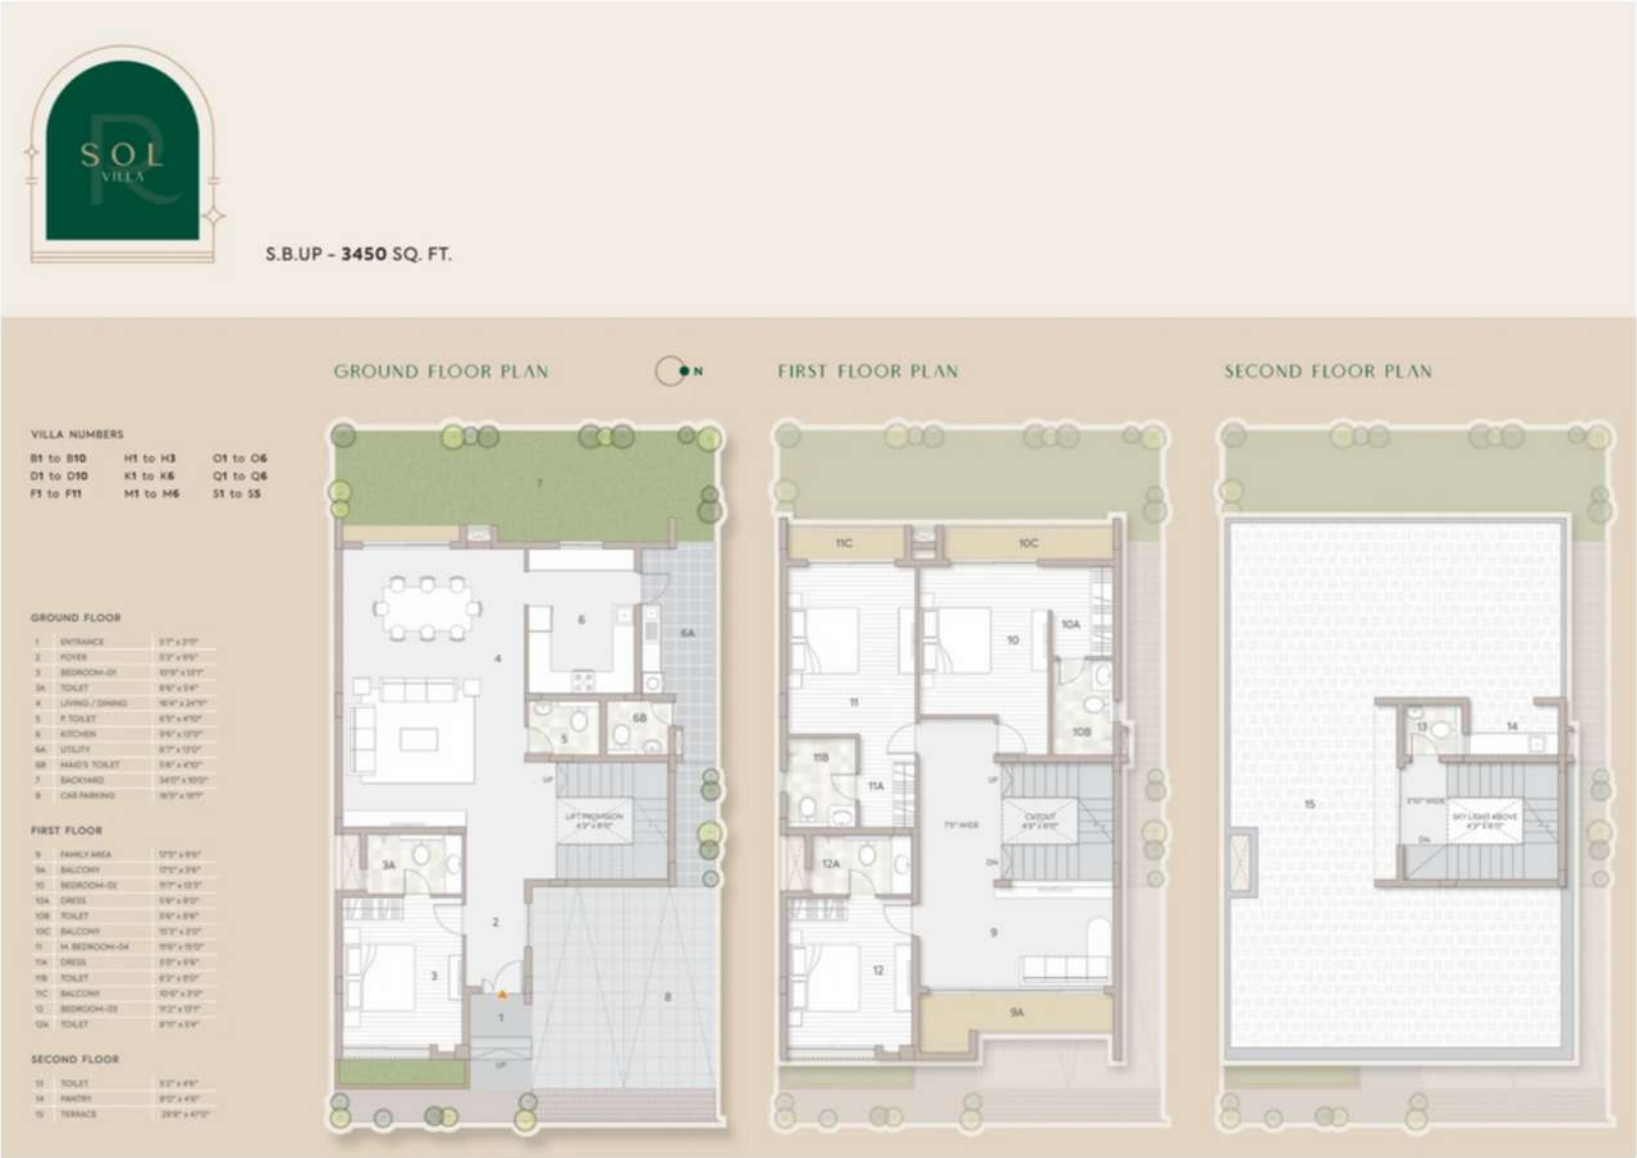 SOL
VILLA
S.B.UP - 3450 SQ. FT.
GROUND FLOOR PLAN
N
FIRST FLOOR PLAN
SECOND FLOOR PLAN
VILLA NUMBERS
B1 to B10 H1 to H3 O1 to O6
D1 to D10 K1 to K6 Q1 to Q6
F1 to F11 M1 to M6 S1 to S5
GROUND FLOOR
1 ENTRANCE
2 FOYER
3 BEDROOM-01
3A TOILET
4 LIVING / DINING
5 P. TOILET
6 KITCHEN
6A UTILITY
6B MAID'S TOILET
7 BACKYARD
8 CAR PARKING
FIRST FLOOR
9 FAMILY AREA
9A BALCONY
10 BEDROOM-02
10A DRESS
10B TOILET
10C BALCONY
11 M. BEDROOM-04
11A DRESS
11B TOILET
11C BALCONY
12 BEDROOM-03
12A TOILET
SECOND FLOOR
13 TOILET
14 PANTRY
15 TERRACE
7
6
6A
4
6B
5
UP
LIFT PROVISION
3A
2
3
8
1
UP
11C
10C
10A
10
11
10B
11B
11A
UP
7'5" WIDE
CUTOUT
12A
DN
9
12
9A
13
14
15
3'10" WIDE
SKY LIGHT ABOVE
DN